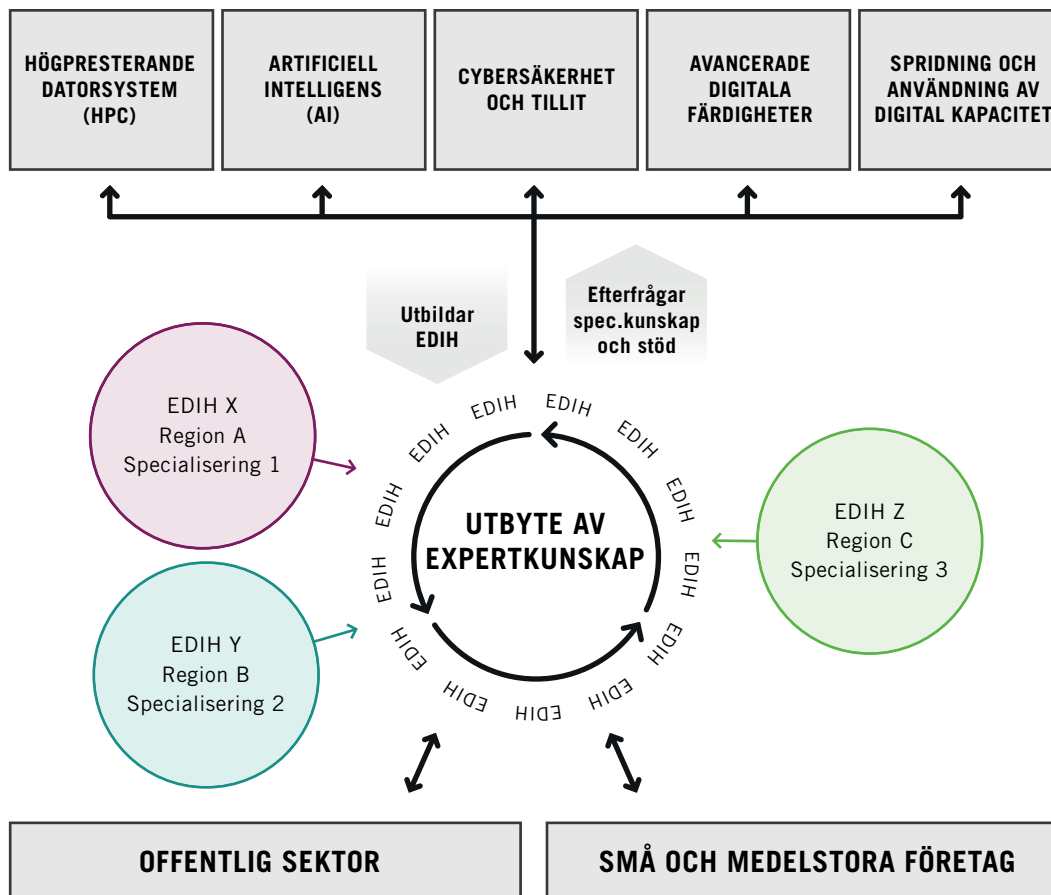 HÖGPRESTERANDE
DATORSYSTEM
(HPC)
ARTIFICIELL
INTELLIGENS
(AI)
CYBERSÄKERHET
OCH TILLIT
AVANCERADE
DIGITALA
FÄRDIGHETER
SPRIDNING OCH
ANVÄNDNING AV
DIGITAL KAPACITET
Utbildar
EDIH
Efterfrågar
spec.kunskap
och stöd
EDIH X
Region A
Specialisering 1
EDIH Y
Region B
Specialisering 2
EDIH Z
Region C
Specialisering 3
EDIH
EDIH
EDIH
EDIH
EDIH
EDIH
EDIH
EDIH
EDIH
EDIH
EDIH
EDIH
EDIH
UTBYTE AV
EXPERTKUNSKAP
OFFENTLIG SEKTOR
SMÅ OCH MEDELSTORA FÖRETAG